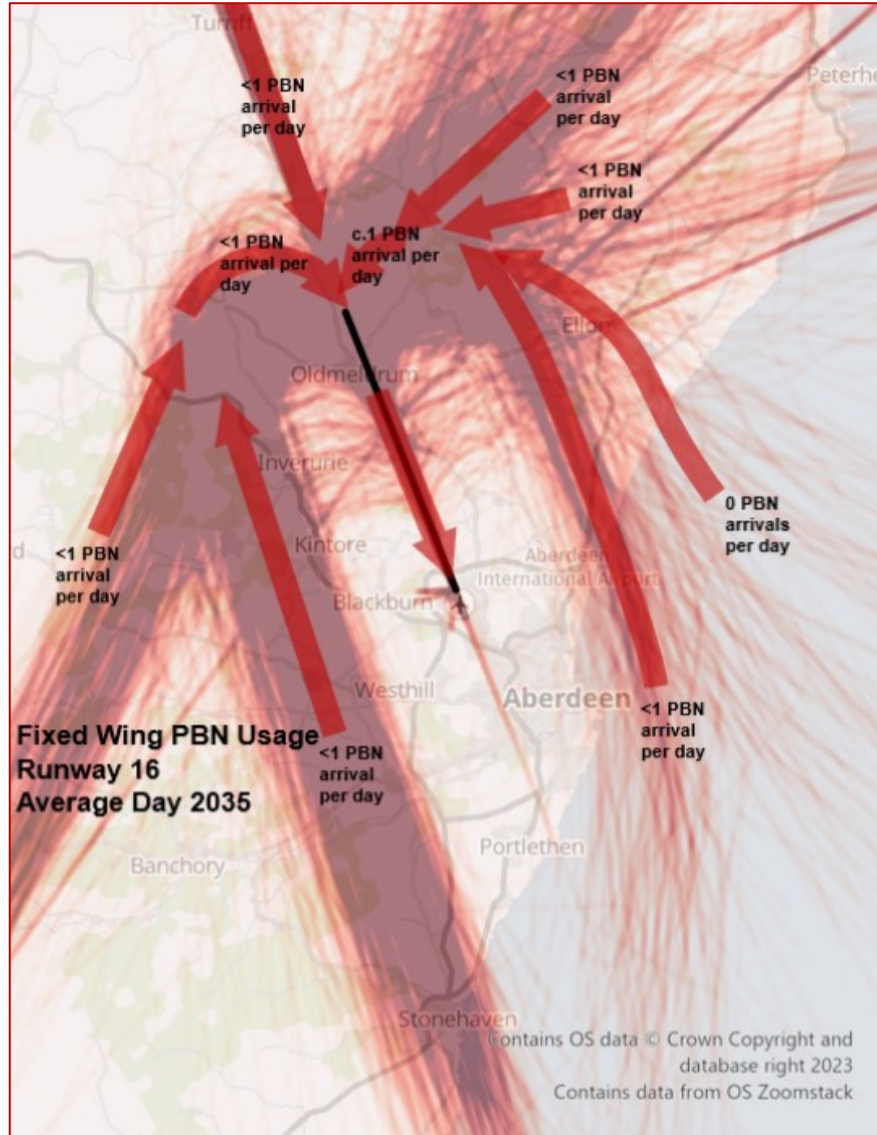 Turriff
<1 PBN
arrival
per day
<1 PBN
arrival
per day
Peterhe
<1 PBN
arrival
per day
<1 PBN
arrival per
day
c.1 PBN
arrival per
day
Ellon
Oldmeldrum
Inverurie
0 PBN
arrivals
per day
Kintore
<1 PBN
arrival
per day
d
Aberdeen
International Airport
Blackburn
Westhill
Aberdeen
<1 PBN
arrival
per day
Fixed Wing PBN Usage
Runway 16
Average Day 2035
<1 PBN
arrival
per day
Portlethen
Banchory
Stonehaven
Contains OS data © Crown Copyright and
database right 2023
Contains data from OS Zoomstack